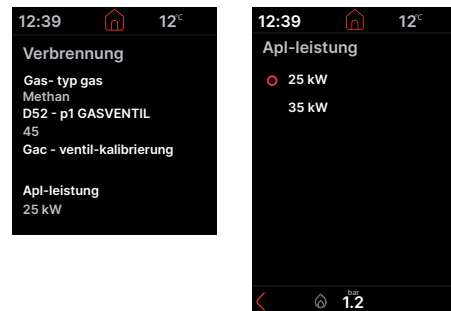 12:39 12°C
Verbrennung
Gas- typ gas
Methan
D52 - p1 GASVENTIL
45
Gac - ventil-kalibrierung
Apl-leistung
25 kW
12:39 12°C
Apl-leistung
25 kW
35 kW
bar
1.2